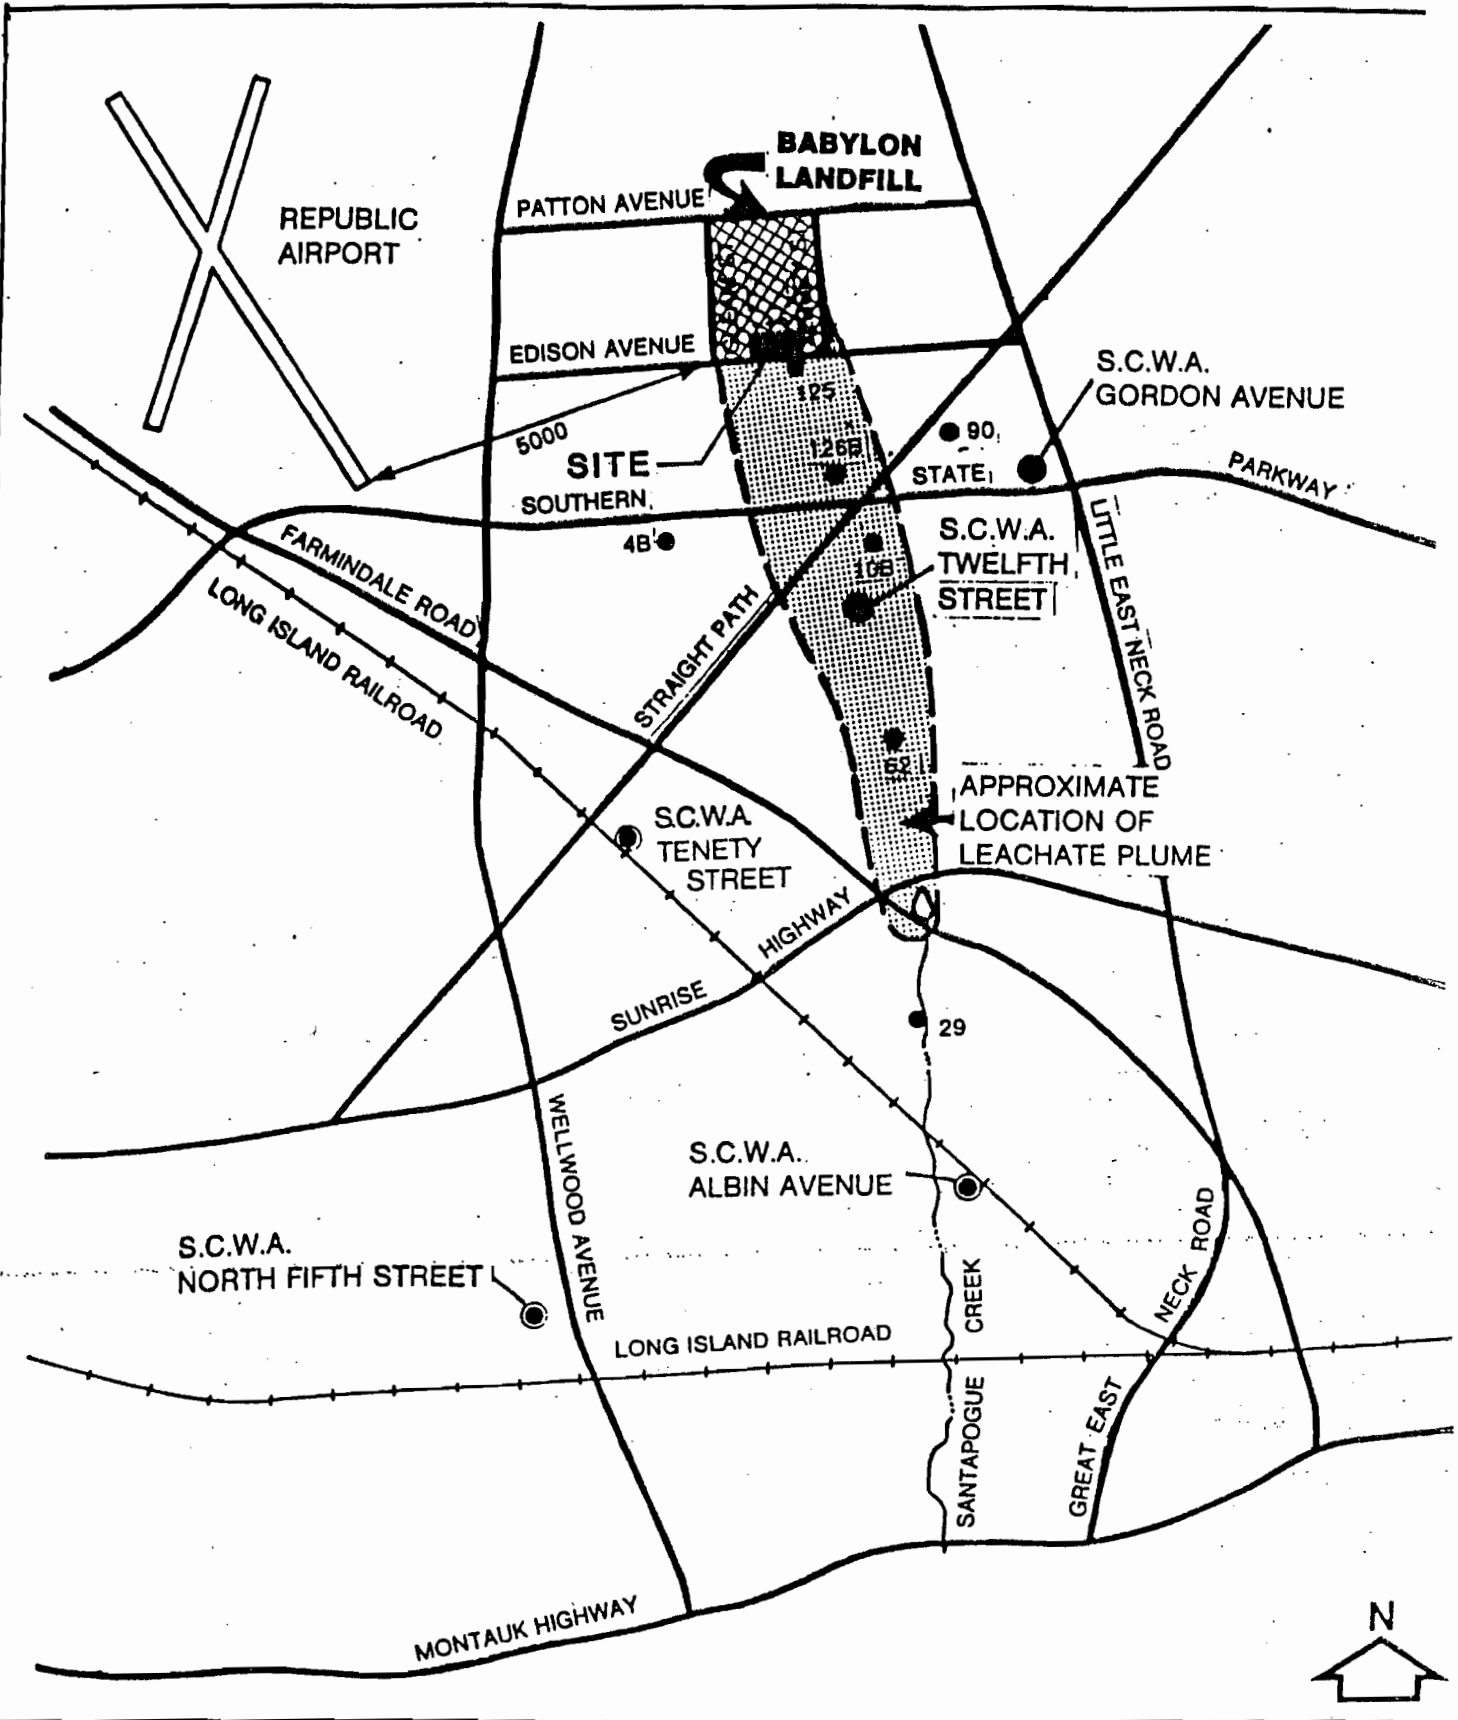 BABYLON
LANDFILL
PATTON AVENUE
REPUBLIC
AIRPORT
EDISON AVENUE
S.C.W.A.
GORDON AVENUE
125
5000
126B
90
SITE
STATE
PARKWAY
SOUTHERN
4B
S.C.W.A.
TWELFTH
STREET
10B
LITTLE EAST NECK ROAD
FARMINDALE ROAD
LONG ISLAND RAILROAD
STRAIGHT PATH
62
APPROXIMATE
LOCATION OF
LEACHATE PLUME
S.C.W.A.
TENETY
STREET
HIGHWAY
SUNRISE
29
WELLWOOD AVENUE
S.C.W.A.
ALBIN AVENUE
S.C.W.A.
NORTH FIFTH STREET
NECK ROAD
CREEK
LONG ISLAND RAILROAD
SANTAPOGUE
GREAT EAST
MONTAUK HIGHWAY
N